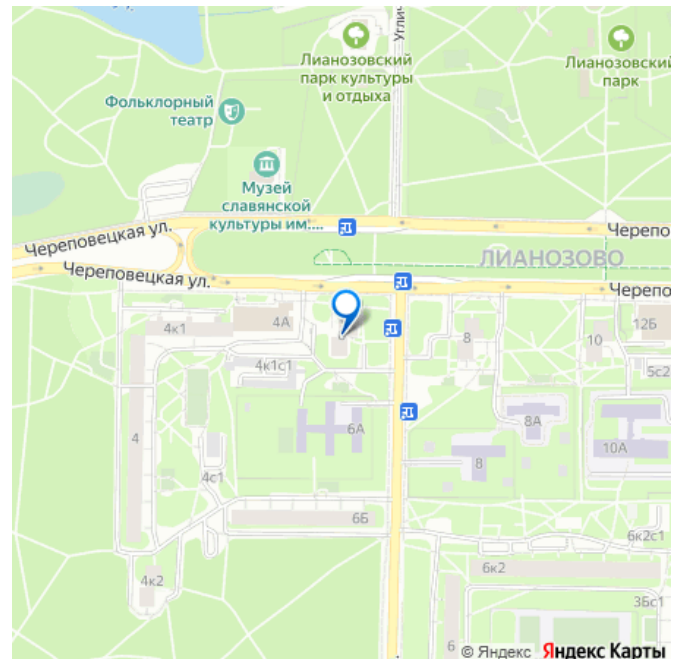 Углич
Лианозовский
парк культуры
и отдыха
Лианозовский
парк
Фольклорный
театр
Музей
славянской
культуры им....
Череповецкая ул.
Черепо
ЛИАНОЗОВО
Череповецкая ул.
Черепо
4к1
4А
12Б
8
10
4к1с1
5с2
8А
6А
4
8
10А
4с1
6Б
6к2с1
6к2
4к2
3Бс1
6
© Яндекс Яндекс Карты